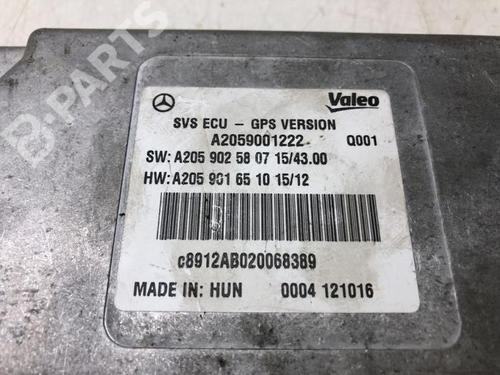 B-PARTS
Valeo
SVS ECU - GPS VERSION
A2059001222 Q001
SW: A205 902 58 07 15/43.00
HW: A205 901 65 10 15/12
c8912AB020068389
MADE IN: HUN 0004 121016